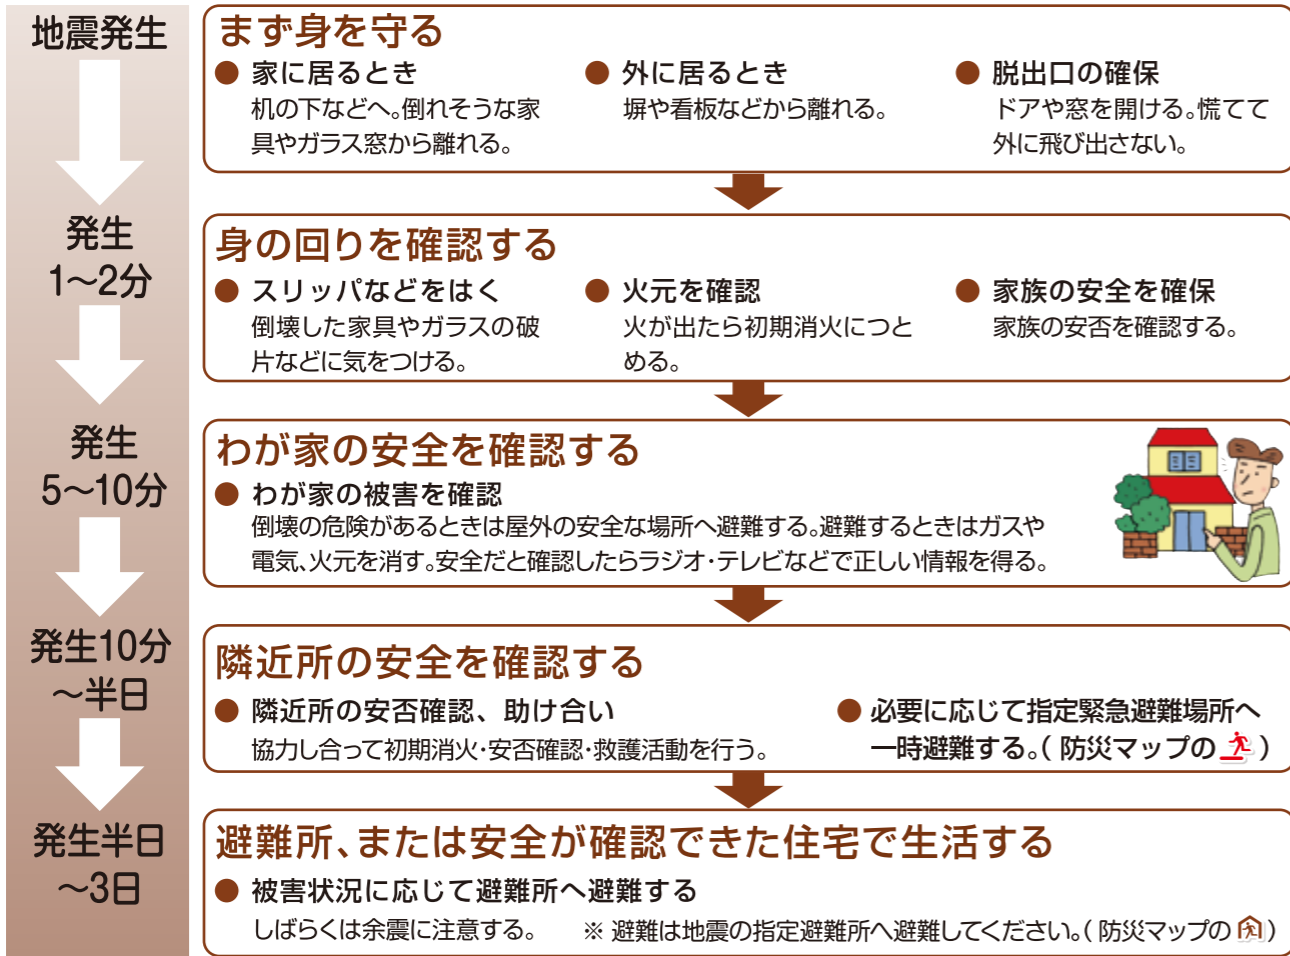 地震発生
まず身を守る
● 家に居るとき
机の下などへ。倒れそうな家
具やガラス窓から離れる。
● 外に居るとき
塀や看板などから離れる。
● 脱出口の確保
ドアや窓を開ける。慌てて
外に飛び出さない。
発生
1〜2分
身の回りを確認する
● スリッパなどをはく
倒壊した家具やガラスの破
片などに気をつける。
● 火元を確認
火が出たら初期消火につと
める。
● 家族の安全を確保
家族の安否を確認する。
発生
5〜10分
わが家の安全を確認する
● わが家の被害を確認
倒壊の危険があるときは屋外の安全な場所へ避難する。避難するときはガスや
電気、火元を消す。安全だと確認したらラジオ・テレビなどで正しい情報を得る。
発生10分
〜半日
隣近所の安全を確認する
● 隣近所の安否確認、助け合い
協力し合って初期消火・安否確認・救護活動を行う。
● 必要に応じて指定緊急避難場所へ
一時避難する。( 防災マップの )
発生半日
〜3日
避難所、または安全が確認できた住宅で生活する
● 被害状況に応じて避難所へ避難する
しばらくは余震に注意する。 ※ 避難は地震の指定避難所へ避難してください。( 防災マップの )